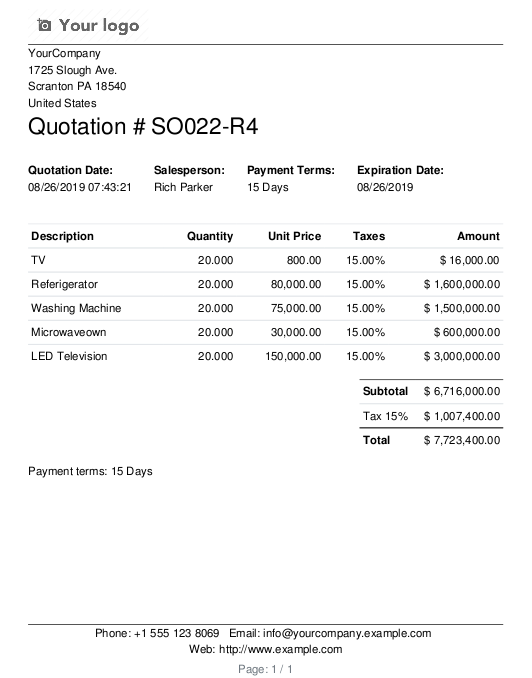 Your logo
YourCompany
1725 Slough Ave.
Scranton PA 18540
United States
Quotation # SO022-R4
Quotation Date: Salesperson: Payment Terms: Expiration Date:
08/26/2019 07:43:21 Rich Parker 15 Days 08/26/2019
Description Quantity Unit Price Taxes Amount
TV 20.000 800.00 15.00% $ 16,000.00
Referigerator 20.000 80,000.00 15.00% $ 1,600,000.00
Washing Machine 20.000 75,000.00 15.00% $ 1,500,000.00
Microwaveown 20.000 30,000.00 15.00% $ 600,000.00
LED Television 20.000 150,000.00 15.00% $ 3,000,000.00
Subtotal $ 6,716,000.00
Tax 15% $ 1,007,400.00
Total $ 7,723,400.00
Payment terms: 15 Days
Phone: +1 555 123 8069 Email: info@yourcompany.example.com
Web: http://www.example.com
Page: 1 / 1